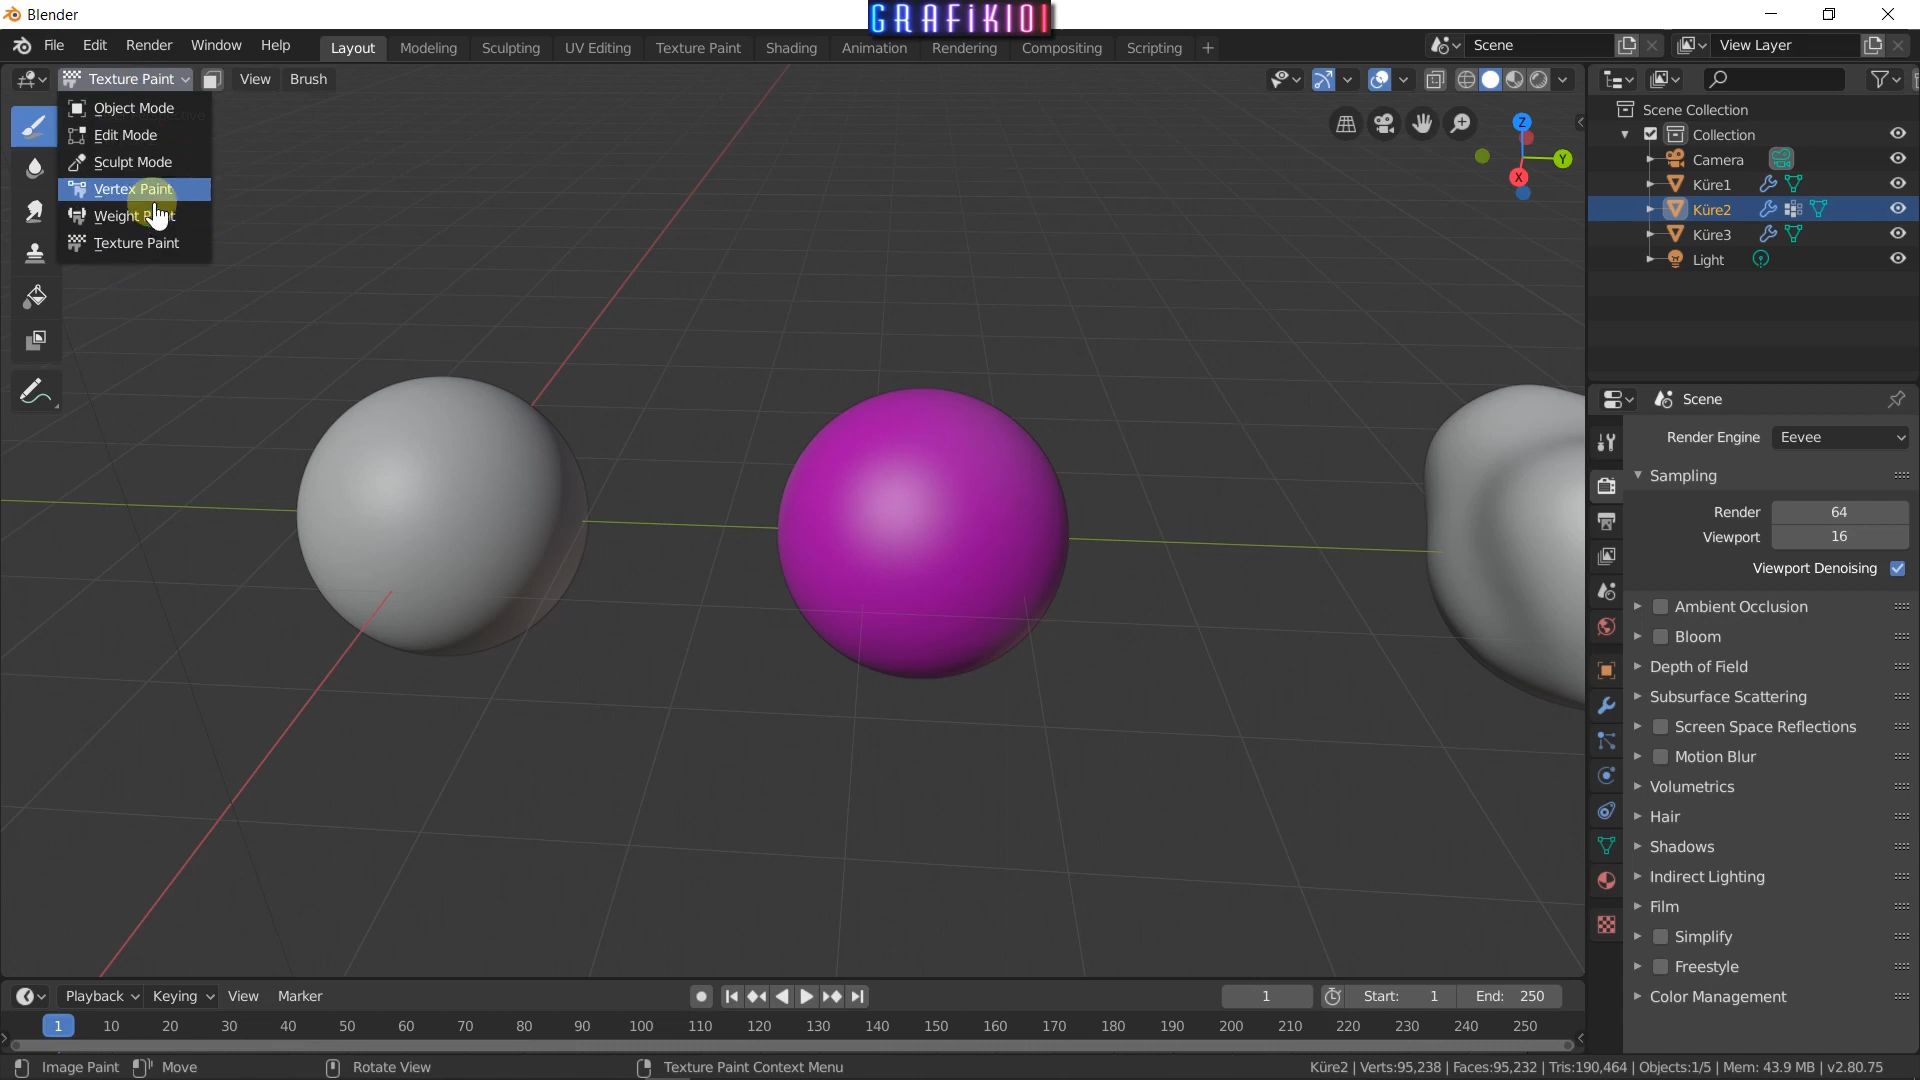 Blender
GRAFiK101
File Edit Render Window Help Layout Modeling Sculpting UV Editing Texture Paint Shading Animation Rendering Compositing Scripting + Scene View Layer
Texture Paint View Brush
Object Mode
Edit Mode
Sculpt Mode
Vertex Paint
Texture Paint
Z
Y
X
Scene Collection
Collection
Camera
Küre1
Küre2
Küre3
Light
Scene
Render Engine Eevee
Sampling
Render 64
Viewport 16
Viewport Denoising
Ambient Occlusion
Bloom
Depth of Field
Subsurface Scattering
Screen Space Reflections
Motion Blur
Volumetrics
Hair
Shadows
Indirect Lighting
Film
Simplify
Freestyle
Color Management
Playback Keying View Marker 1 Start: 1 End: 250
1 10 20 30 40 50 60 70 80 90 100 110 120 130 140 150 160 170 180 190 200 210 220 230 240 250
Image Paint Move Rotate View Texture Paint Context Menu Küre2 | Verts:95,238 | Faces:95,232 | Tris:190,464 | Objects:1/5 | Mem: 43.9 MB | v2.80.75